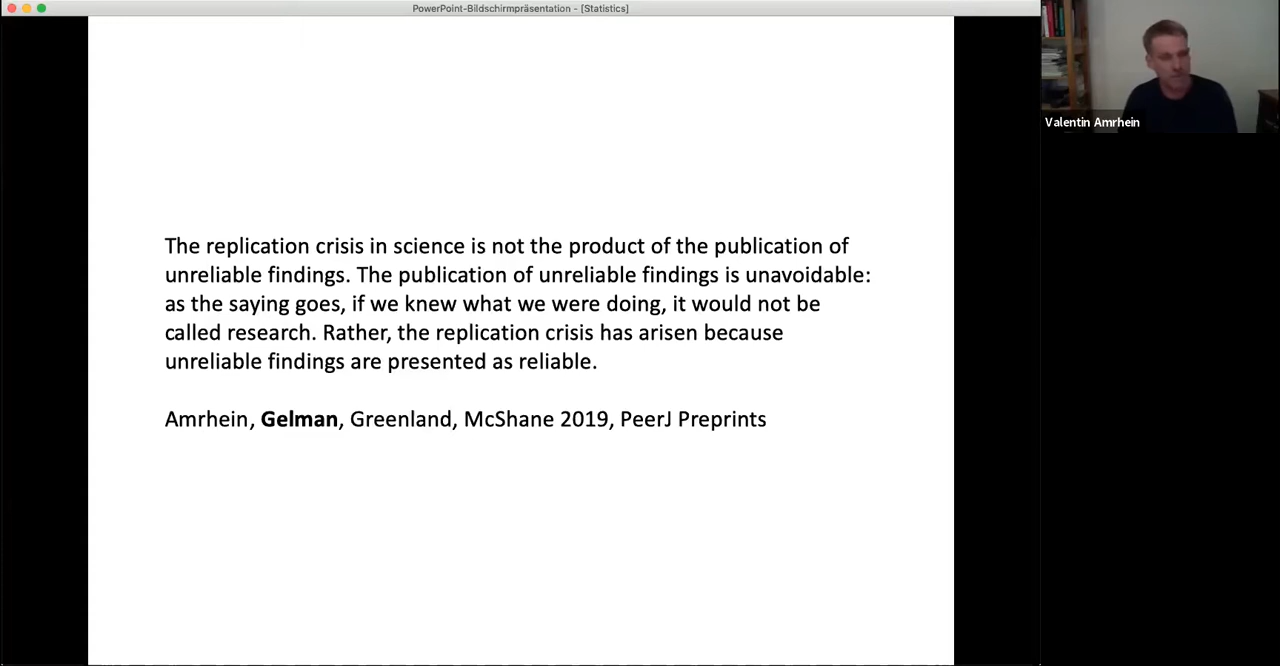 PowerPoint-Bildschirmpräsentation - [Statistics]
Valentin Amrhein
The replication crisis in science is not the product of the publication of
unreliable findings. The publication of unreliable findings is unavoidable:
as the saying goes, if we knew what we were doing, it would not be
called research. Rather, the replication crisis has arisen because
unreliable findings are presented as reliable.
Amrhein, Gelman, Greenland, McShane 2019, PeerJ Preprints